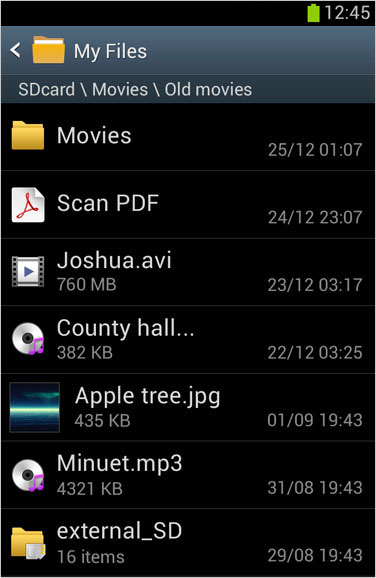 12:45
My Files
SDcard \ Movies \ Old movies
Movies
25/12 01:07
Scan PDF
24/12 23:07
Joshua.avi
760 MB
23/12 03:17
County hall...
382 KB
22/12 03:25
Apple tree.jpg
435 KB
01/09 19:43
Minuet.mp3
4321 KB
31/08 19:43
external_SD
16 items
29/08 19:43